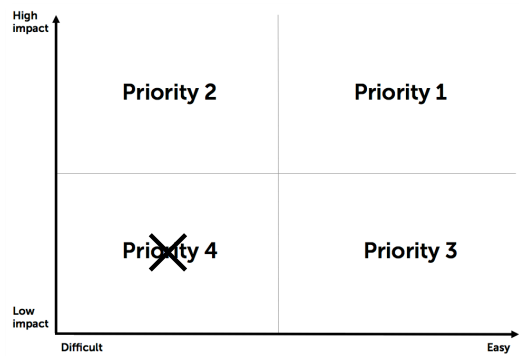 High
impact
Priority 2
Priority 1
Priority 4
Priority 3
Low
impact
Difficult
Easy